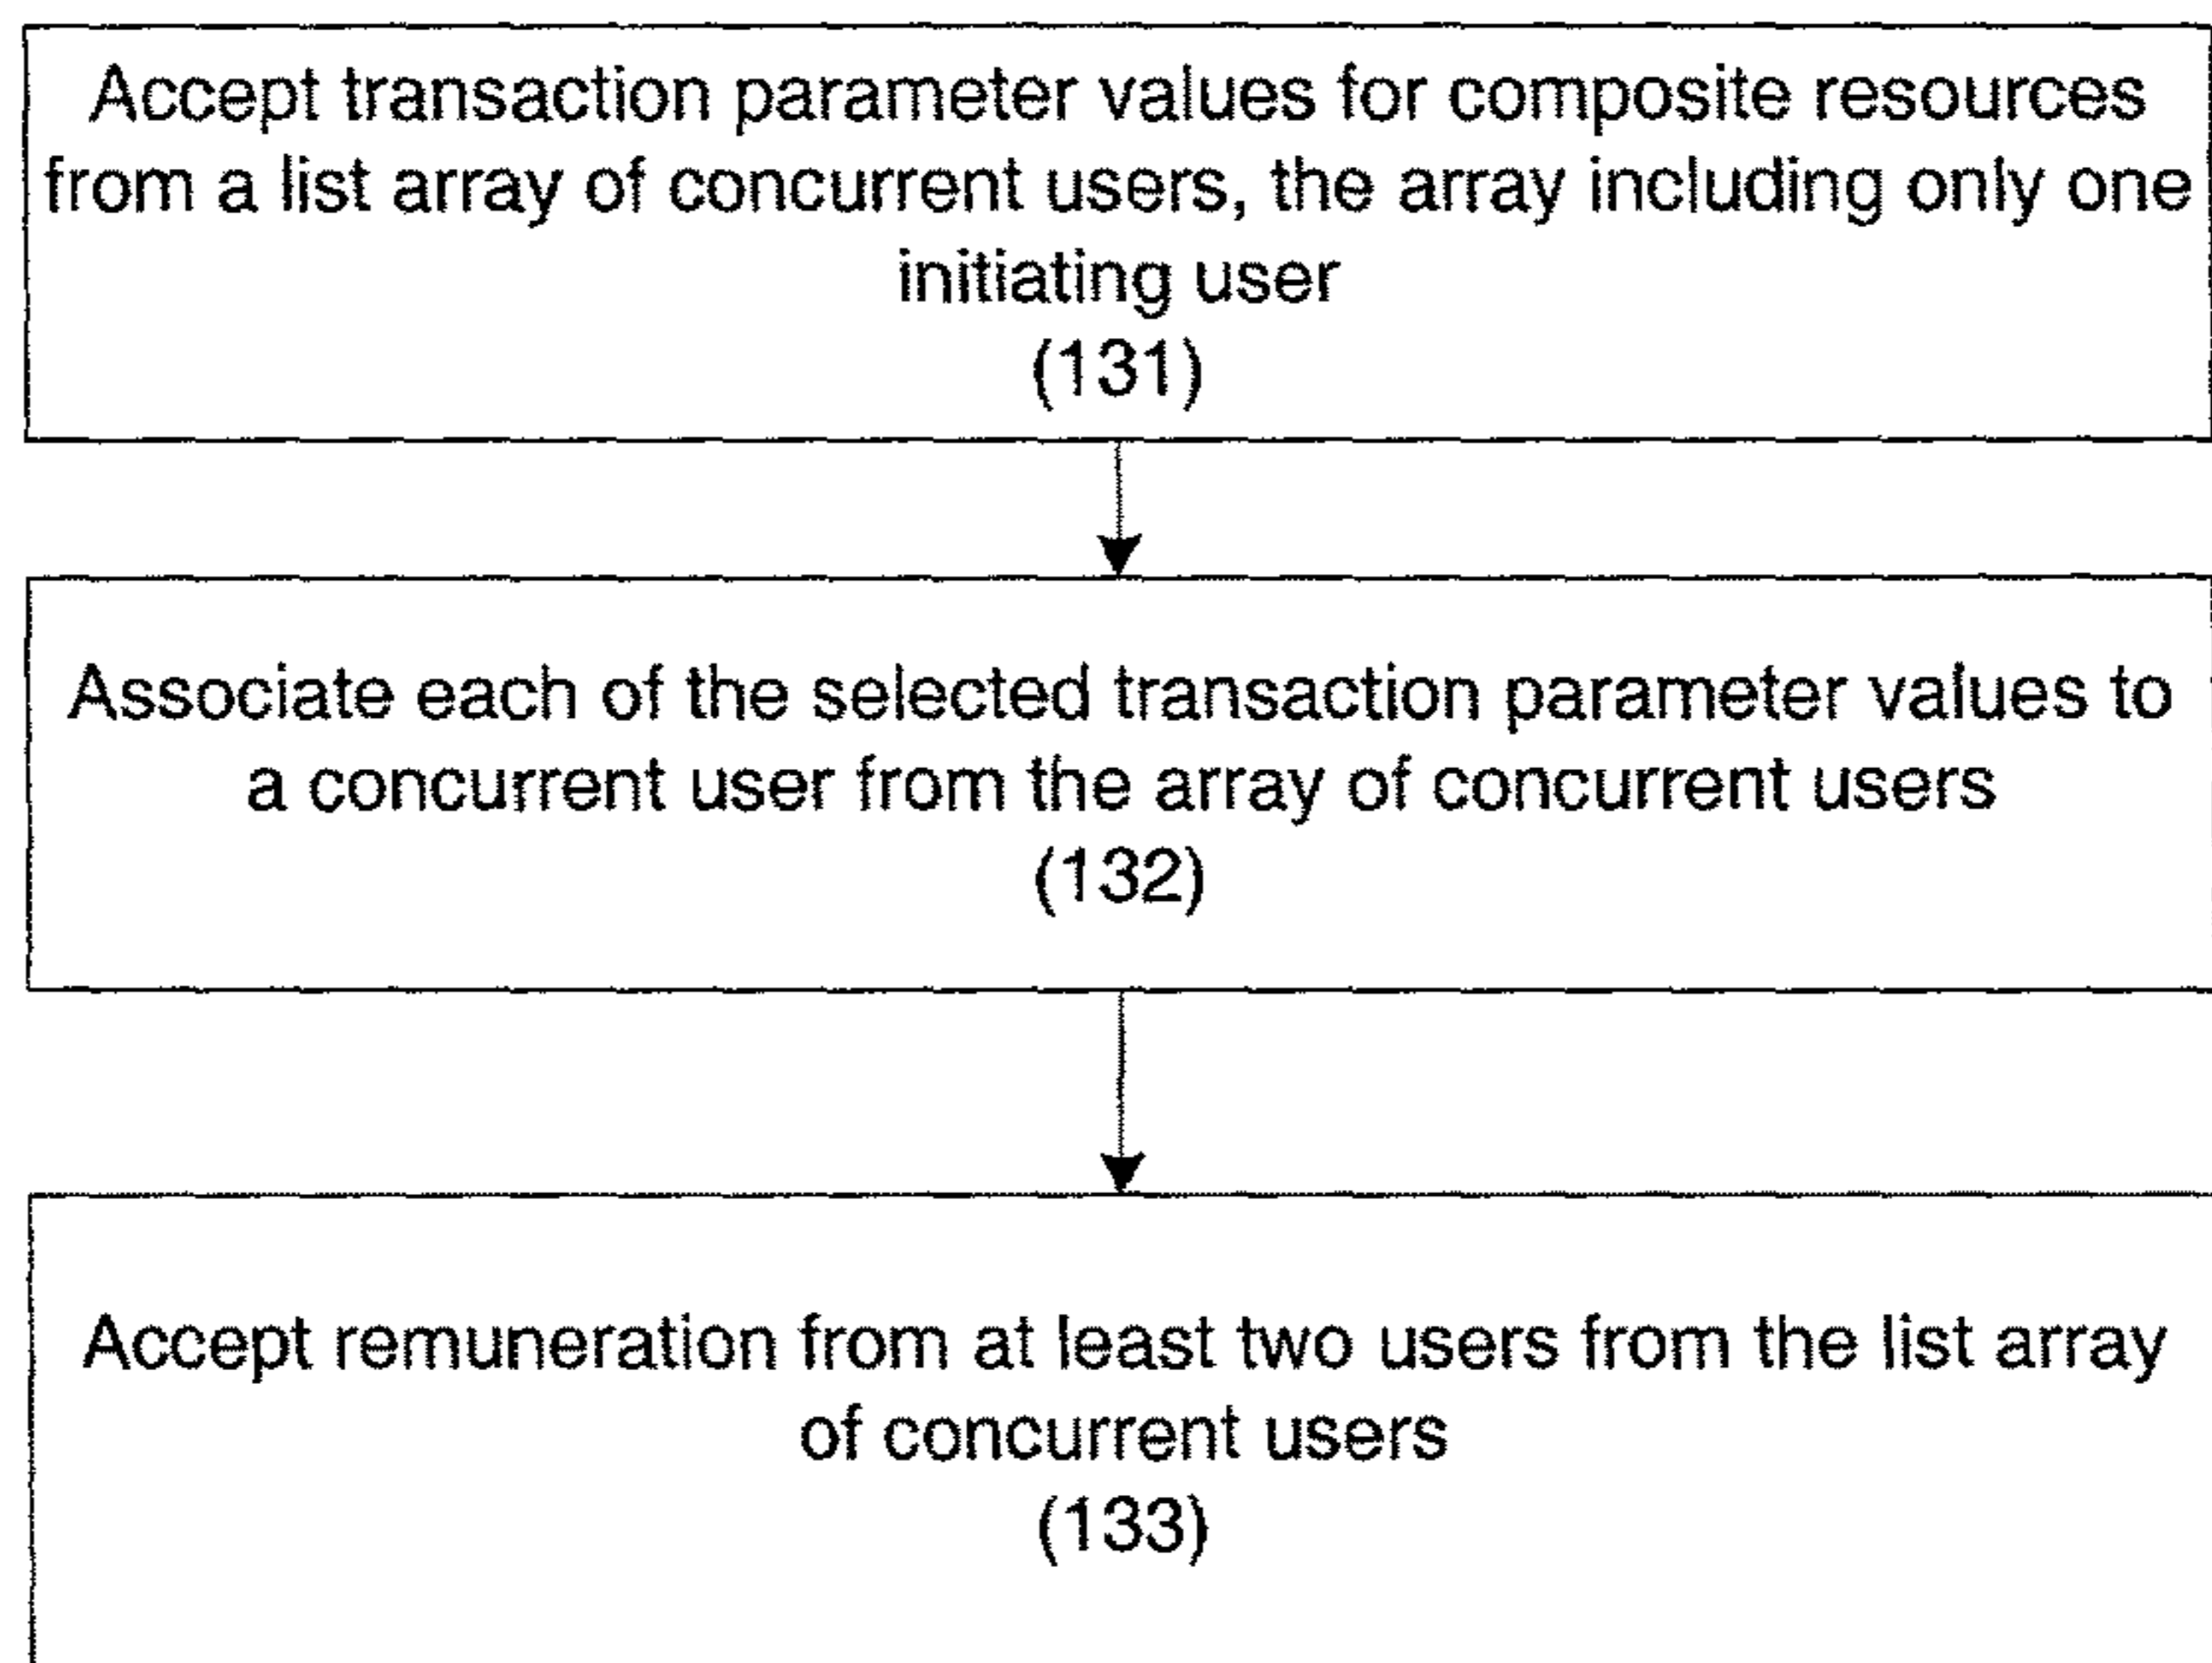 Accept transaction parameter values for composite resources
from a list array of concurrent users, the array including only one
initiating user
(131)
Associate each of the selected transaction parameter values to
a concurrent user from the array of concurrent users
(132)
Accept remuneration from at least two users from the list array
of concurrent users
(133)